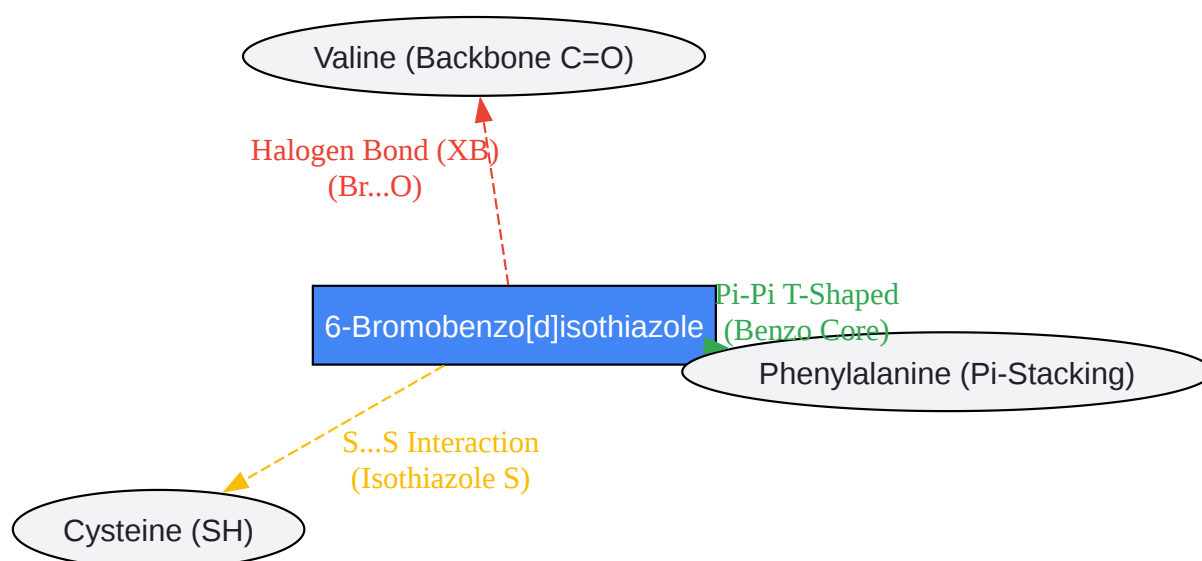 Valine (Backbone C=O)
Halogen Bond (XB)
(Br...O)
6-Bromobenzo[d]isothiazole
Pi-Pi T-Shaped
(Benzo Core)
Phenylalanine (Pi-Stacking)
S...S Interaction
(Isothiazole S)
Cysteine (SH)